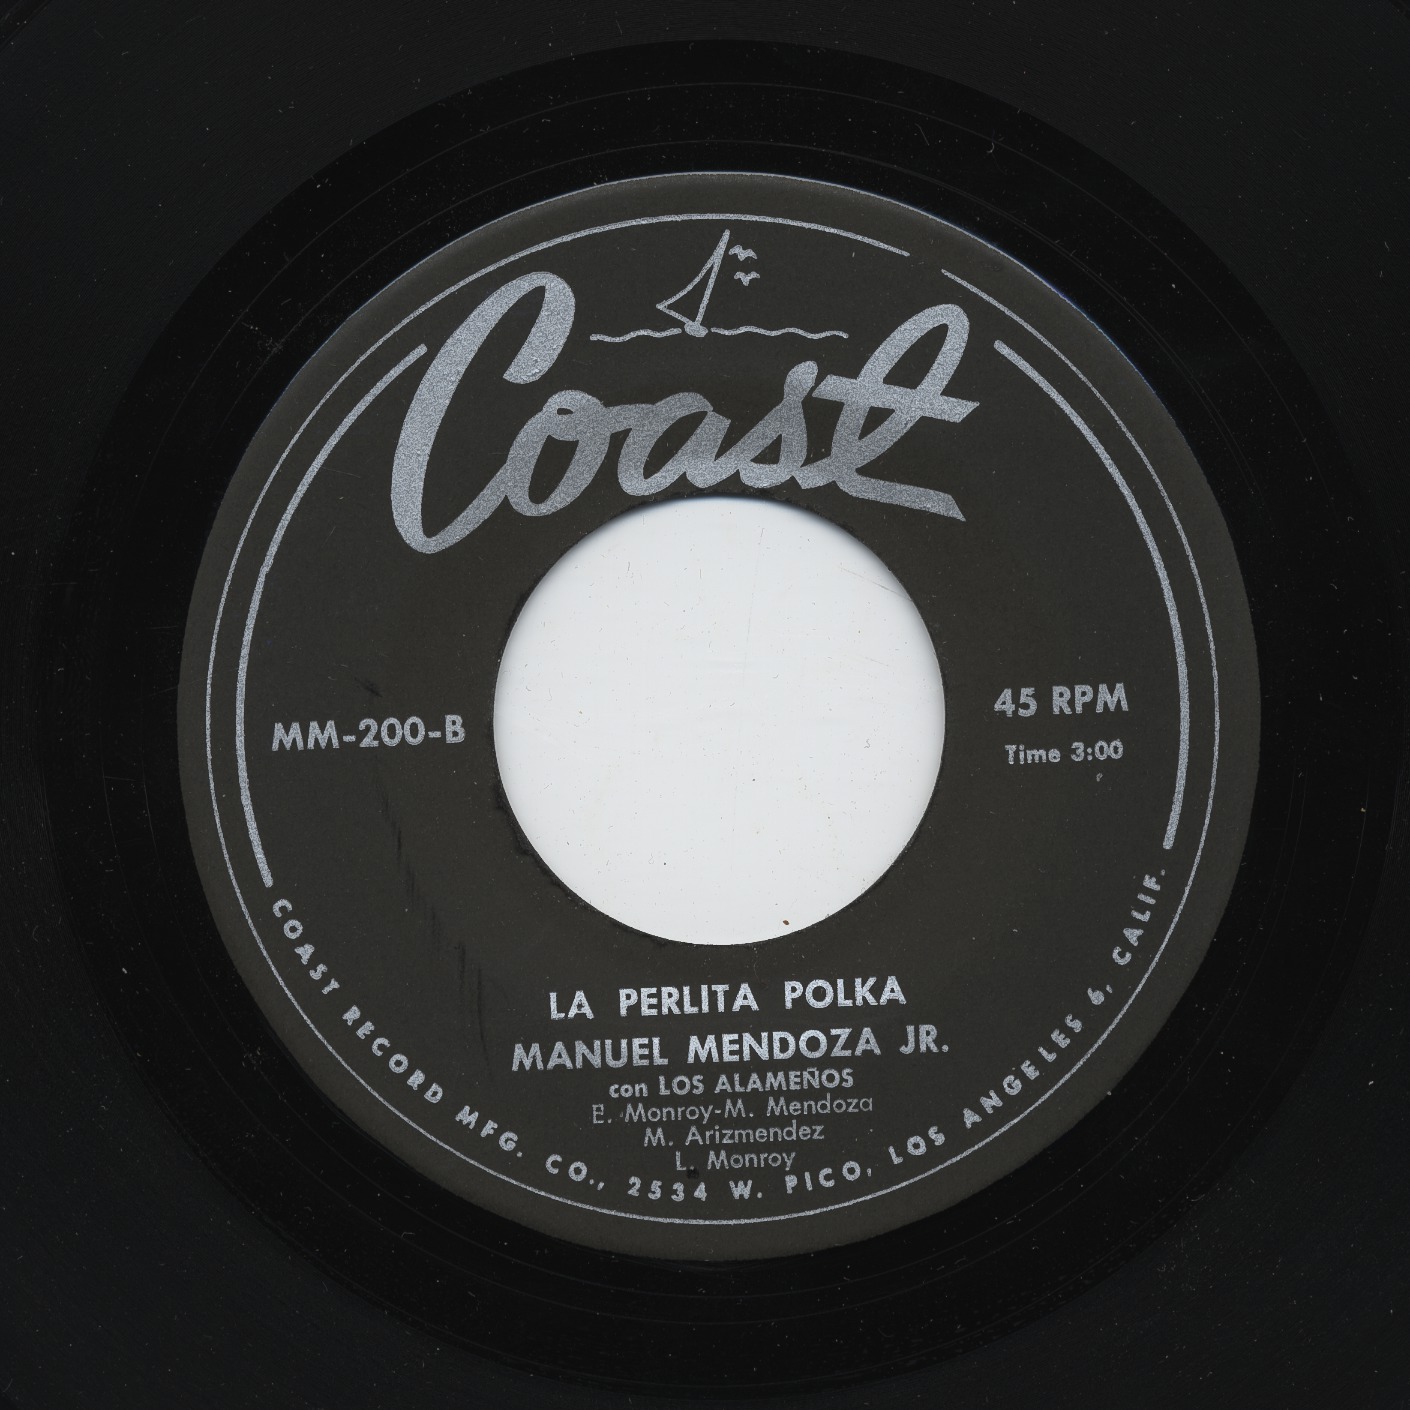 Coast
MM-200-B
45 RPM
Time 3:00
LA PERLITA POLKA
MANUEL MENDOZA JR.
con LOS ALAMEÑOS
E. Monroy-M. Mendoza
M. Arizmendez
L. Monroy
COAST RECORD MFG. CO., 2534 W. PICO, LOS ANGELES 6, CALIF.